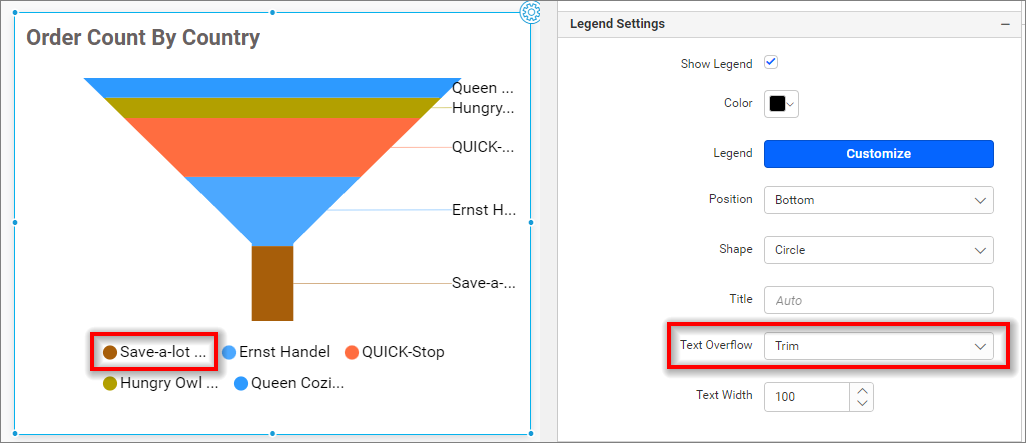 Order Count By Country
Queen ...
Hungry...
QUICK-...
Ernst H...
Save-a-...
Save-a-lot ... Ernst Handel QUICK-Stop
Hungry Owl ... Queen Cozi...
Legend Settings
Show Legend
Color
Legend Customize
Position Bottom
Shape Circle
Title Auto
Text Overflow Trim
Text Width 100